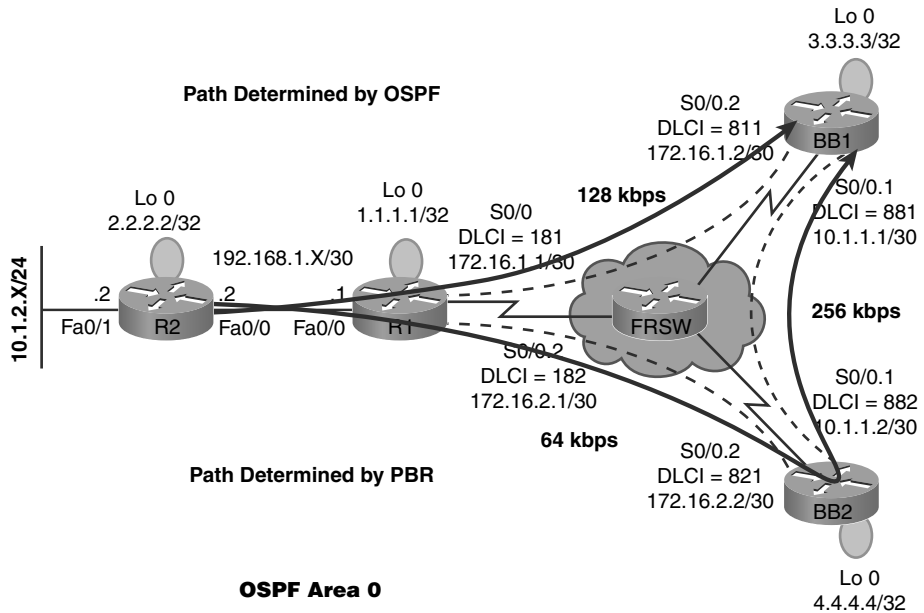 Lo 0
3.3.3.3/32
Path Determined by OSPF
S0/0.2
DLCI = 811
172.16.1.2/30
BB1
Lo 0
2.2.2.2/32
Lo 0
1.1.1.1/32
128 kbps
S0/0
DLCI = 181
172.16.1.1/30
S0/0.1
DLCI = 881
10.1.1.1/30
192.168.1.X/30
10.1.2.X/24
.2
R2
.2
.1
R1
Fa0/1
Fa0/0
Fa0/0
FRSW
256 kbps
S0/0.2
DLCI = 182
172.16.2.1/30
S0/0.1
DLCI = 882
10.1.1.2/30
64 kbps
S0/0.2
DLCI = 821
172.16.2.2/30
Path Determined by PBR
BB2
OSPF Area 0
Lo 0
4.4.4.4/32